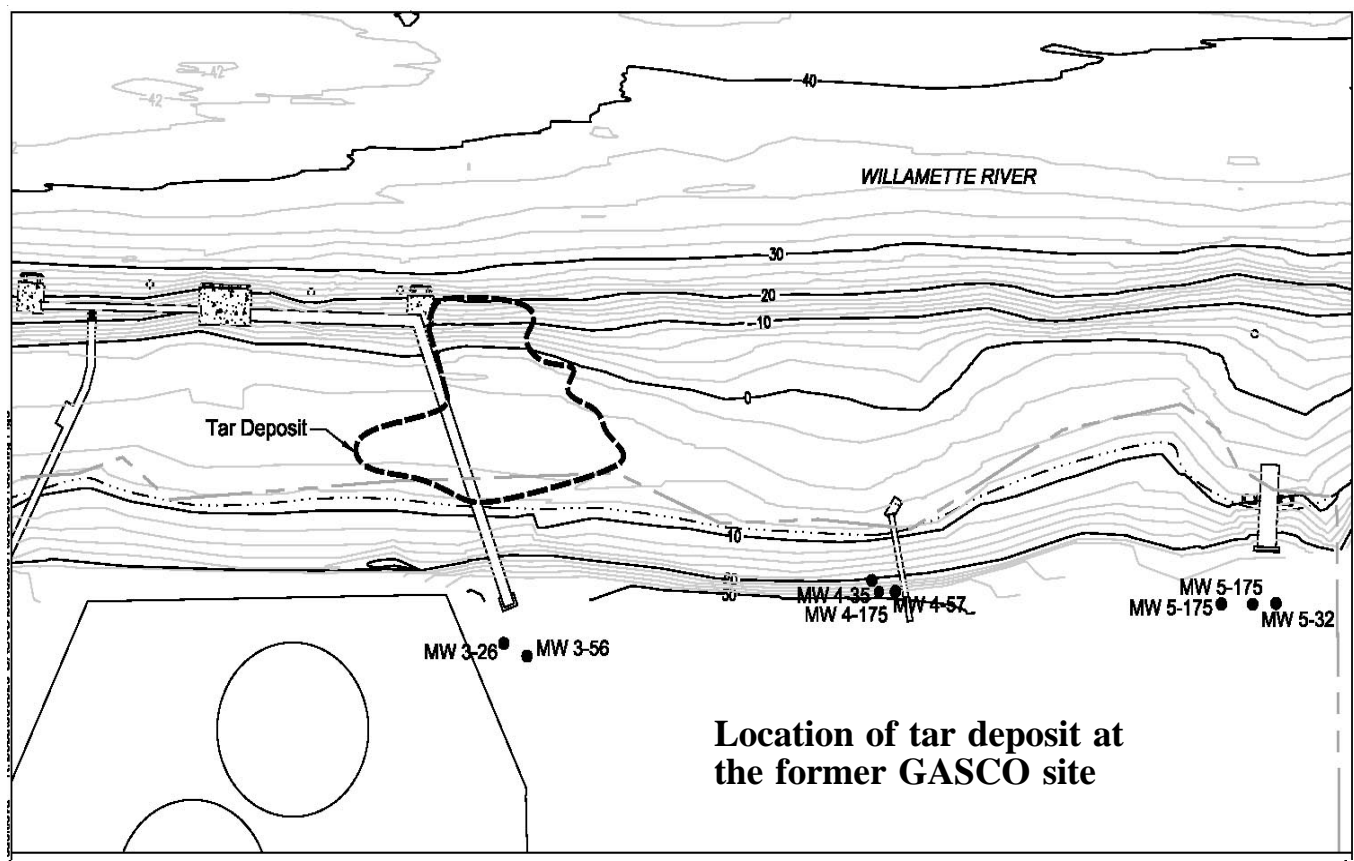 -42
-42
-40
WILLAMETTE RIVER
30
20
-10
0
Tar Deposit
10
30
MW 4-35
MW 4-57
MW 4-175
MW 5-175
MW 5-175
MW 5-32
MW 3-26
MW 3-56
Location of tar deposit at
the former GASCO site